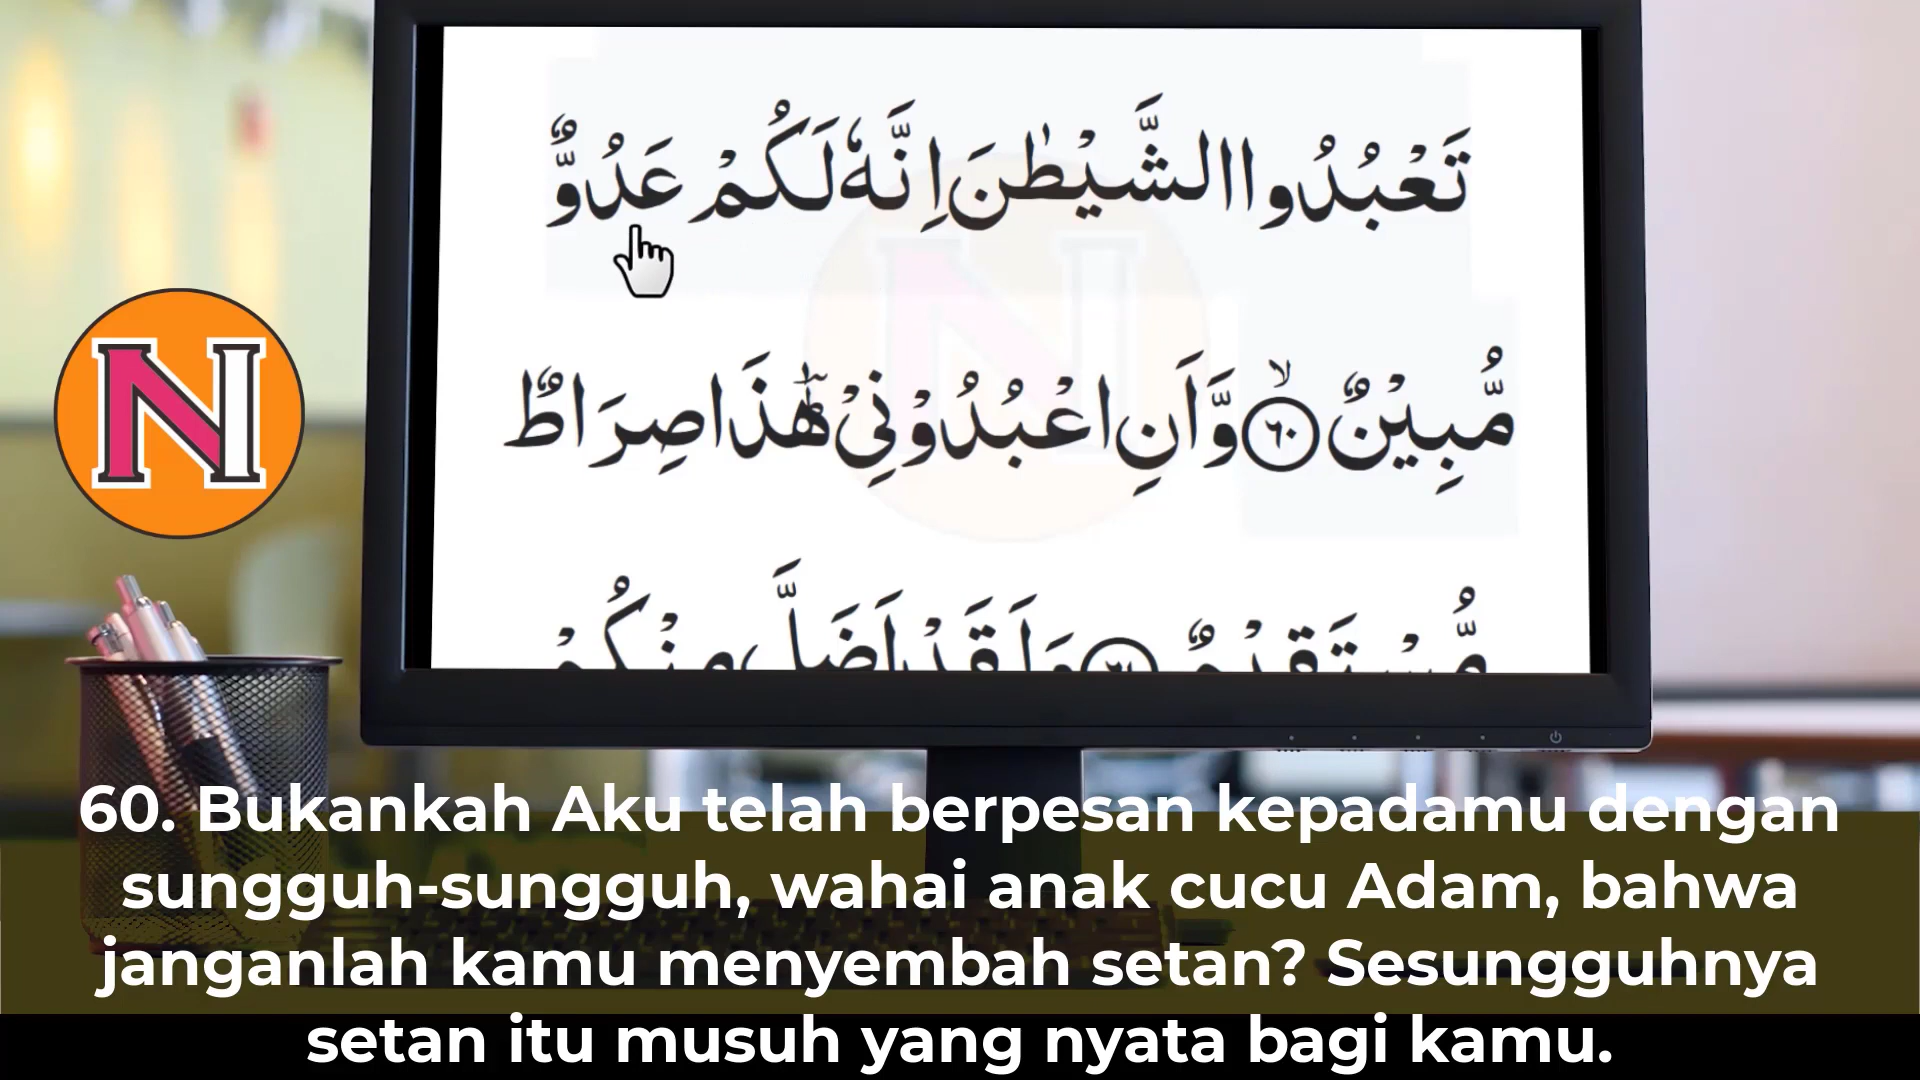 تَعْبُدُوا الشَّيْطٰنَ اِنَّهٗ لَكُمْ عَدُوٌّ
مُّبِيْنٌ ۙ ٦٠ وَّاَنِ اعْبُدُوْنِيْ هٰذَا صِرَاطٌ
مُّسْتَقِيْمٌ ٦١ وَلَقَدْ اَضَلَّ مِنْكُمْ
N
60. Bukankah Aku telah berpesan kepadamu dengan
sungguh-sungguh, wahai anak cucu Adam, bahwa
janganlah kamu menyembah setan? Sesungguhnya
setan itu musuh yang nyata bagi kamu.